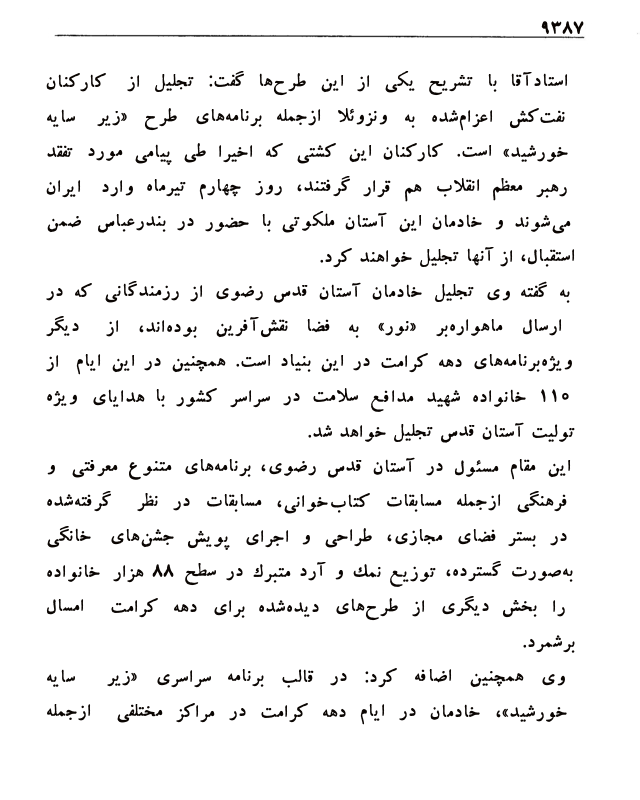 ۹۳۸۷
استادآقا با تشریح یکی از این طرح‌ها گفت: تجلیل از کارکنان
نفت‌کش اعزام‌شده به ونزوئلا ازجمله برنامه‌های طرح «زیر سایه
خورشید» است. کارکنان این کشتی که اخیرا طی پیامی مورد تفقد
رهبر معظم انقلاب هم قرار گرفتند، روز چهارم تیرماه وارد ایران
می‌شوند و خادمان این آستان ملکوتی با حضور در بندرعباس ضمن
استقبال، از آنها تجلیل خواهند کرد.
به گفته وی تجلیل خادمان آستان قدس رضوی از رزمندگانی که در
ارسال ماهواره‌بر «نور» به فضا نقش‌آفرین بوده‌اند، از دیگر
ویژه‌برنامه‌های دهه کرامت در این بنیاد است. همچنین در این ایام از
۱۱۰ خانواده شهید مدافع سلامت در سراسر کشور با هدایای ویژه
تولیت آستان قدس تجلیل خواهد شد.
این مقام مسئول در آستان قدس رضوی، برنامه‌های متنوع معرفتی و
فرهنگی ازجمله مسابقات کتاب‌خوانی، مسابقات در نظر گرفته‌شده
در بستر فضای مجازی، طراحی و اجرای پویش جشن‌های خانگی
به‌صورت گسترده، توزیع نمك و آرد متبرك در سطح ۸۸ هزار خانواده
را بخش دیگری از طرح‌های دیده‌شده برای دهه کرامت امسال
برشمرد.
وی همچنین اضافه کرد: در قالب برنامه سراسری «زیر سایه
خورشید»، خادمان در ایام دهه کرامت در مراکز مختلفی ازجمله